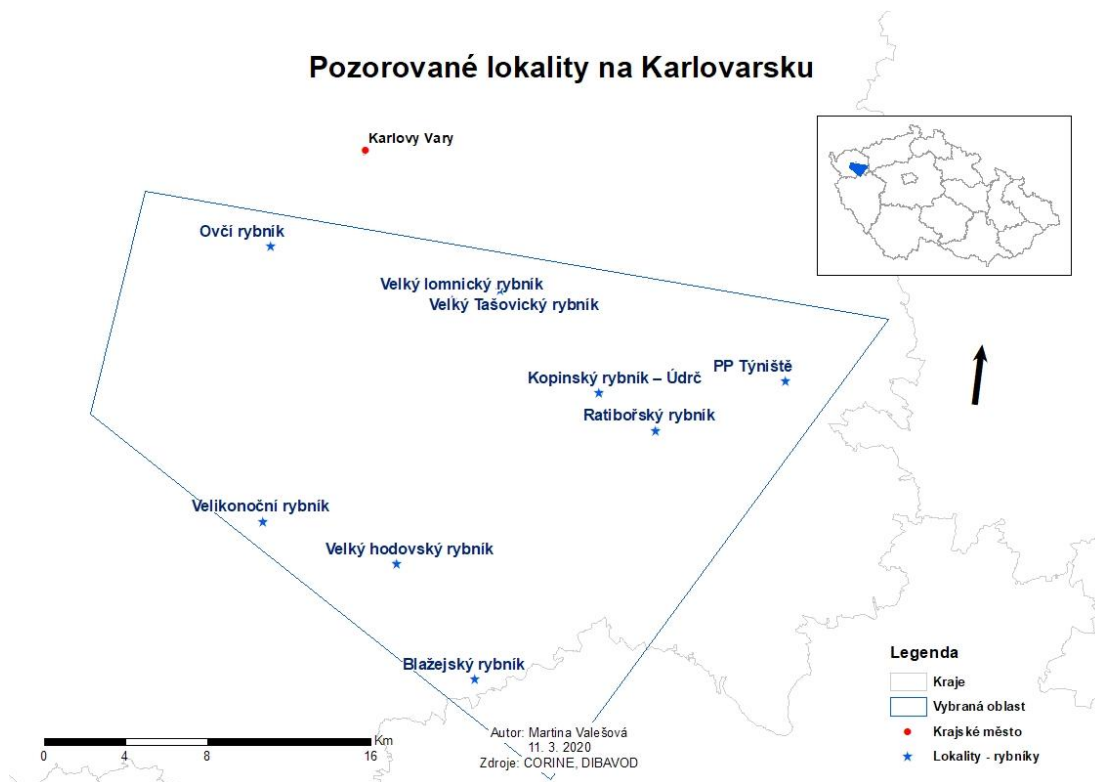 Pozorované lokality na Karlovarsku
Karlovy Vary
Ovčí rybník
Velký lomnický rybník
Velký Tašovický rybník
PP Týniště
Kopinský rybník – Údrč
Ratibořský rybník
Velikonoční rybník
Velký hodovský rybník
Blažejský rybník
Legenda
Kraje
Vybraná oblast
Krajské město
Lokality - rybníky
Autor: Martina Valešová
11. 3. 2020
Zdroje: CORINE, DIBAVOD
Km
0 4 8 16